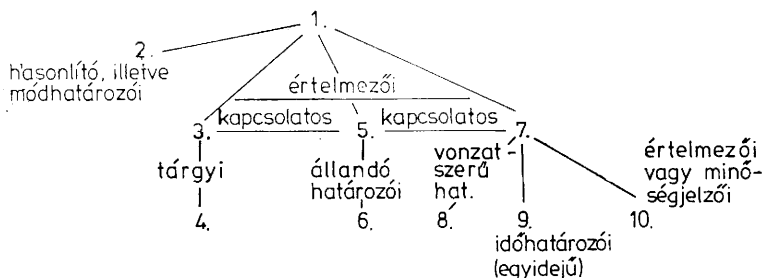 1.
2.
hasonlító, illetve
módhatározói
értelmezői
kapcsolatos kapcsolatos
3. 5. 7.
tárgyi
állandó
határozói
vonzat
szerű
hat.
értelmezői
vagy minő-
ségjelzői
4. 6. 8. 9. 10.
időhatározói
(egyidejű)